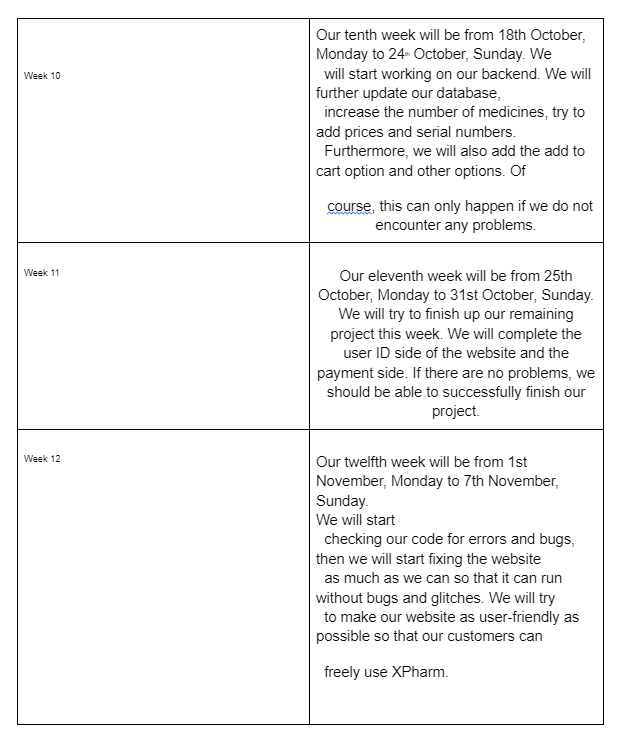 Week 10
Our tenth week will be from 18th October,
Monday to 24th October, Sunday. We
will start working on our backend. We will
further update our database,
increase the number of medicines, try to
add prices and serial numbers.
Furthermore, we will also add the add to
cart option and other options. Of
course, this can only happen if we do not
encounter any problems.
Week 11
Our eleventh week will be from 25th
October, Monday to 31st October, Sunday.
We will try to finish up our remaining
project this week. We will complete the
user ID side of the website and the
payment side. If there are no problems, we
should be able to successfully finish our
project.
Week 12
Our twelfth week will be from 1st
November, Monday to 7th November,
Sunday.
We will start
checking our code for errors and bugs,
then we will start fixing the website
as much as we can so that it can run
without bugs and glitches. We will try
to make our website as user-friendly as
possible so that our customers can
freely use XPharm.